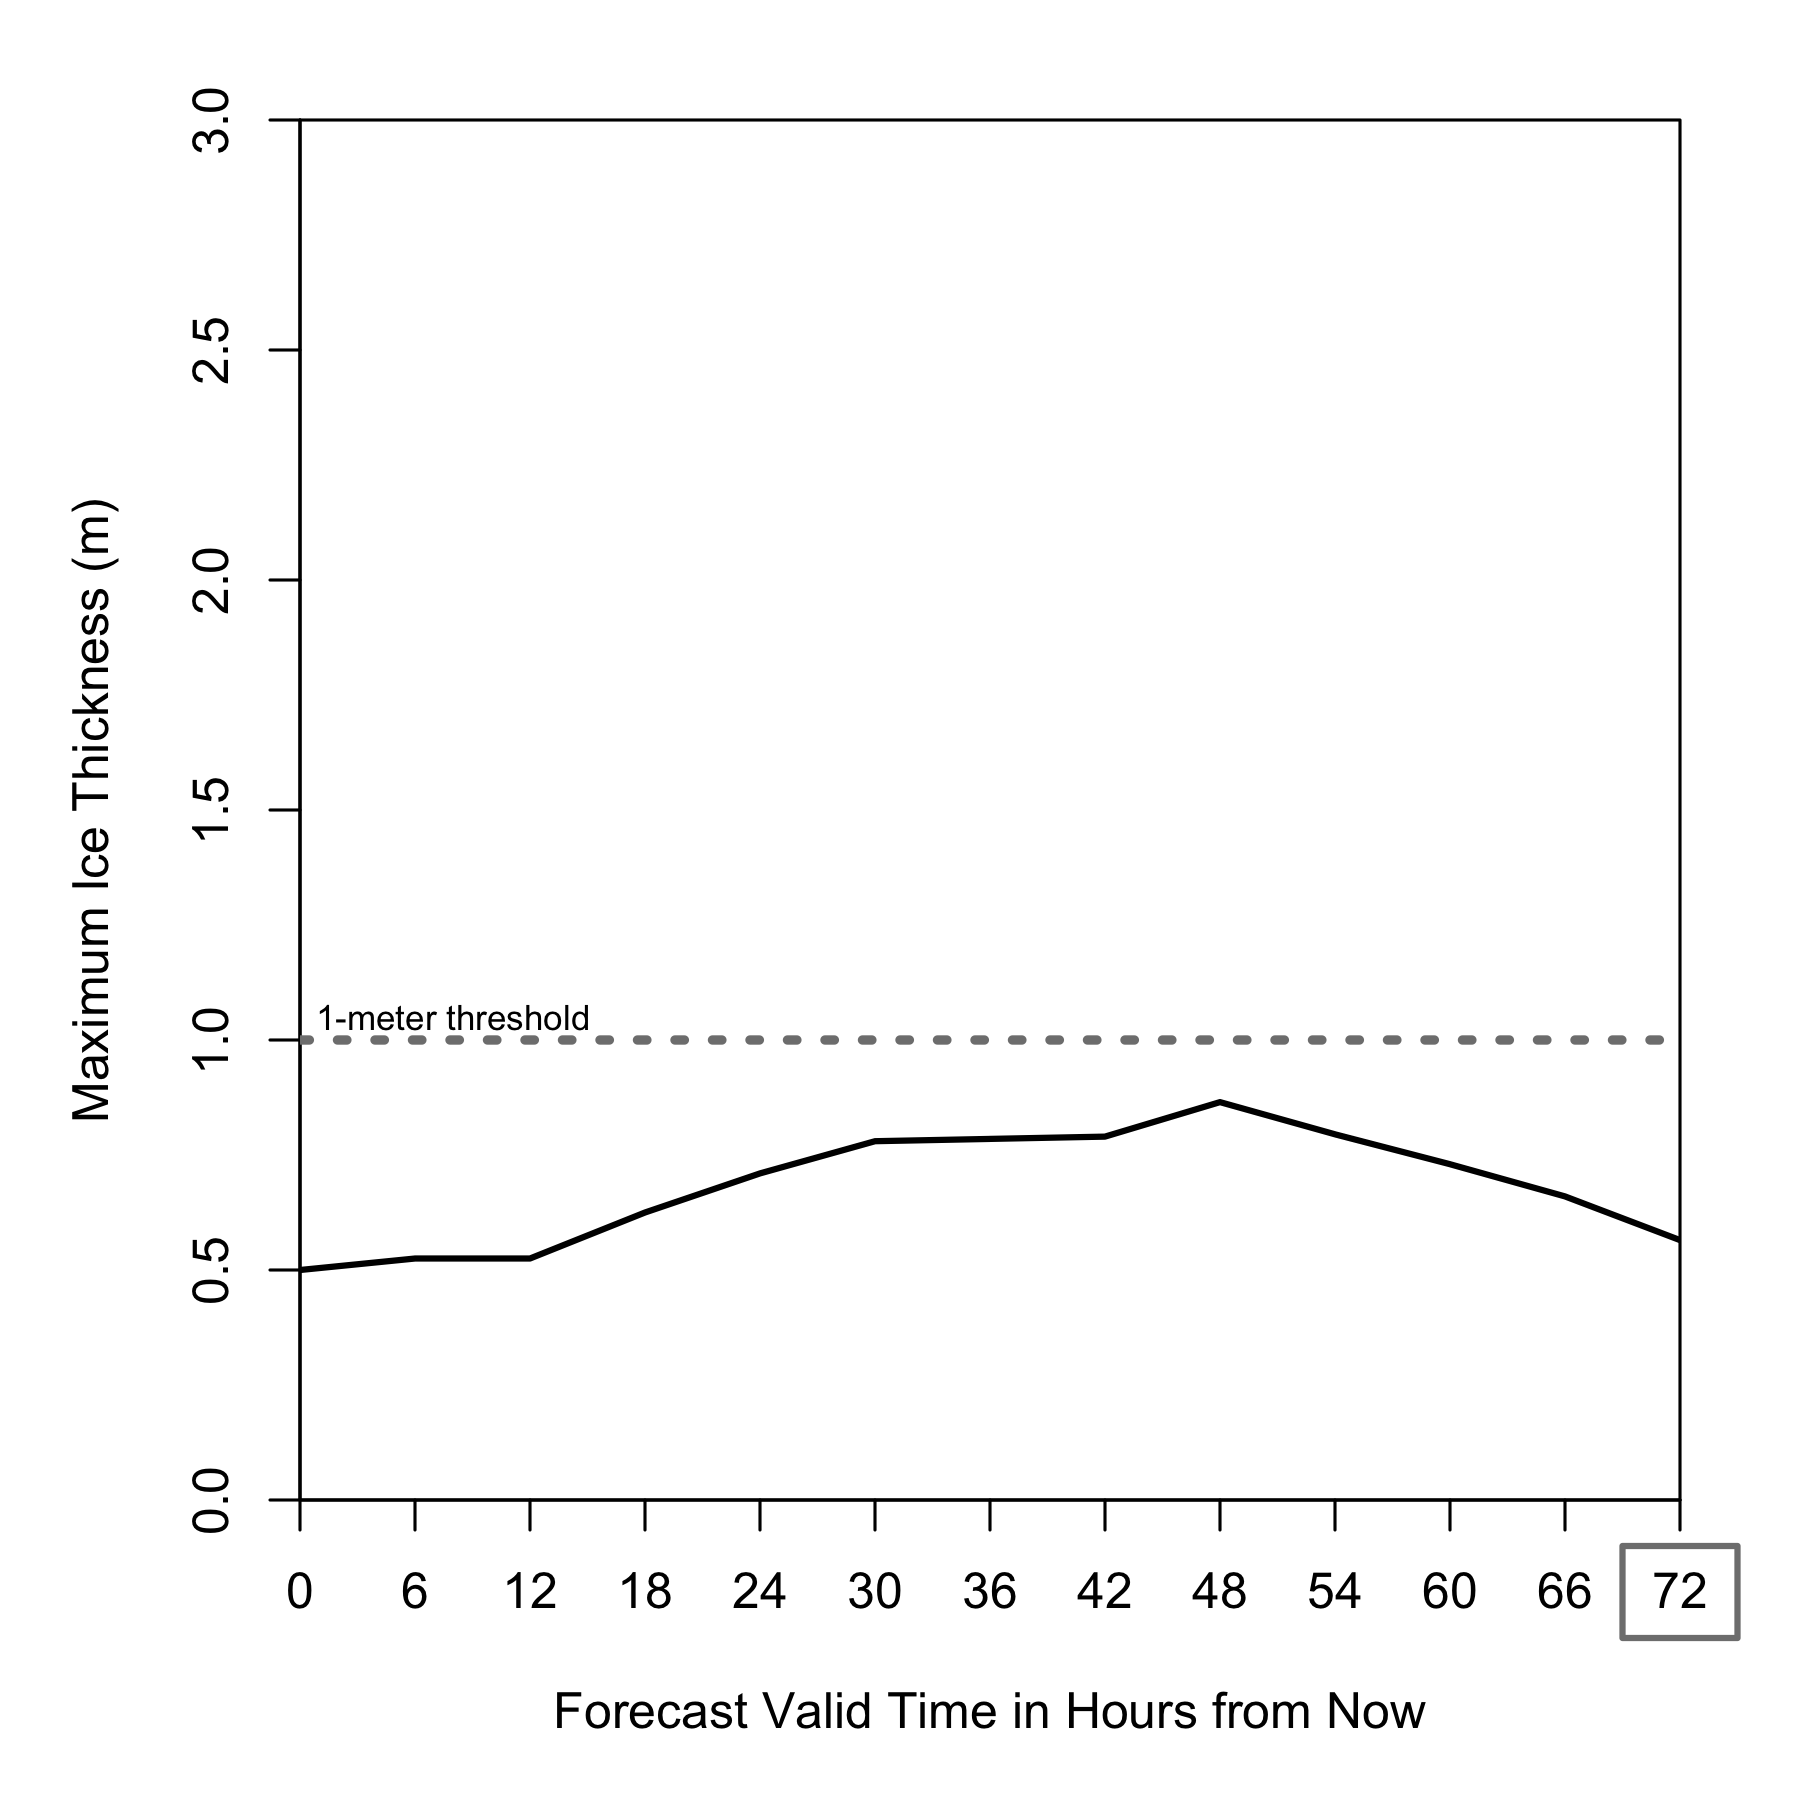 3.0
2.5
2.0
1.5
1.0
0.5
0.0
Maximum Ice Thickness (m)
1-meter threshold
0 6 12 18 24 30 36 42 48 54 60 66 72
Forecast Valid Time in Hours from Now